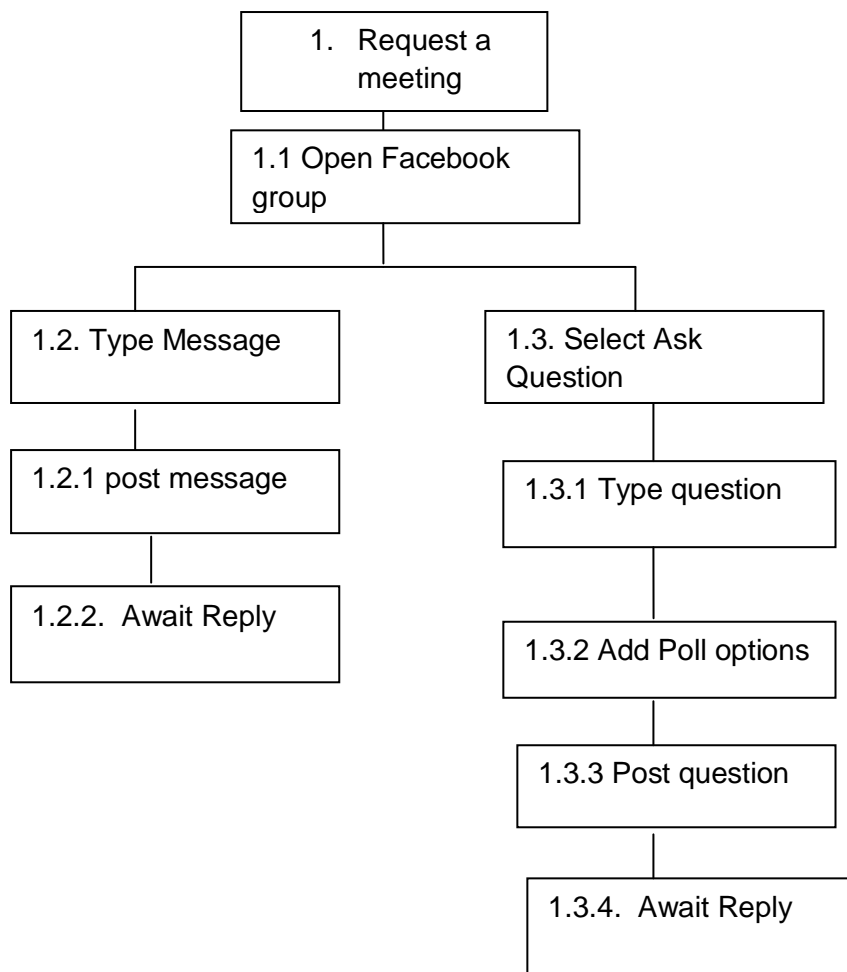 1. Request a
meeting
1.1 Open Facebook
group
1.2. Type Message
1.3. Select Ask
Question
1.2.1 post message
1.3.1 Type question
1.2.2. Await Reply
1.3.2 Add Poll options
1.3.3 Post question
1.3.4. Await Reply